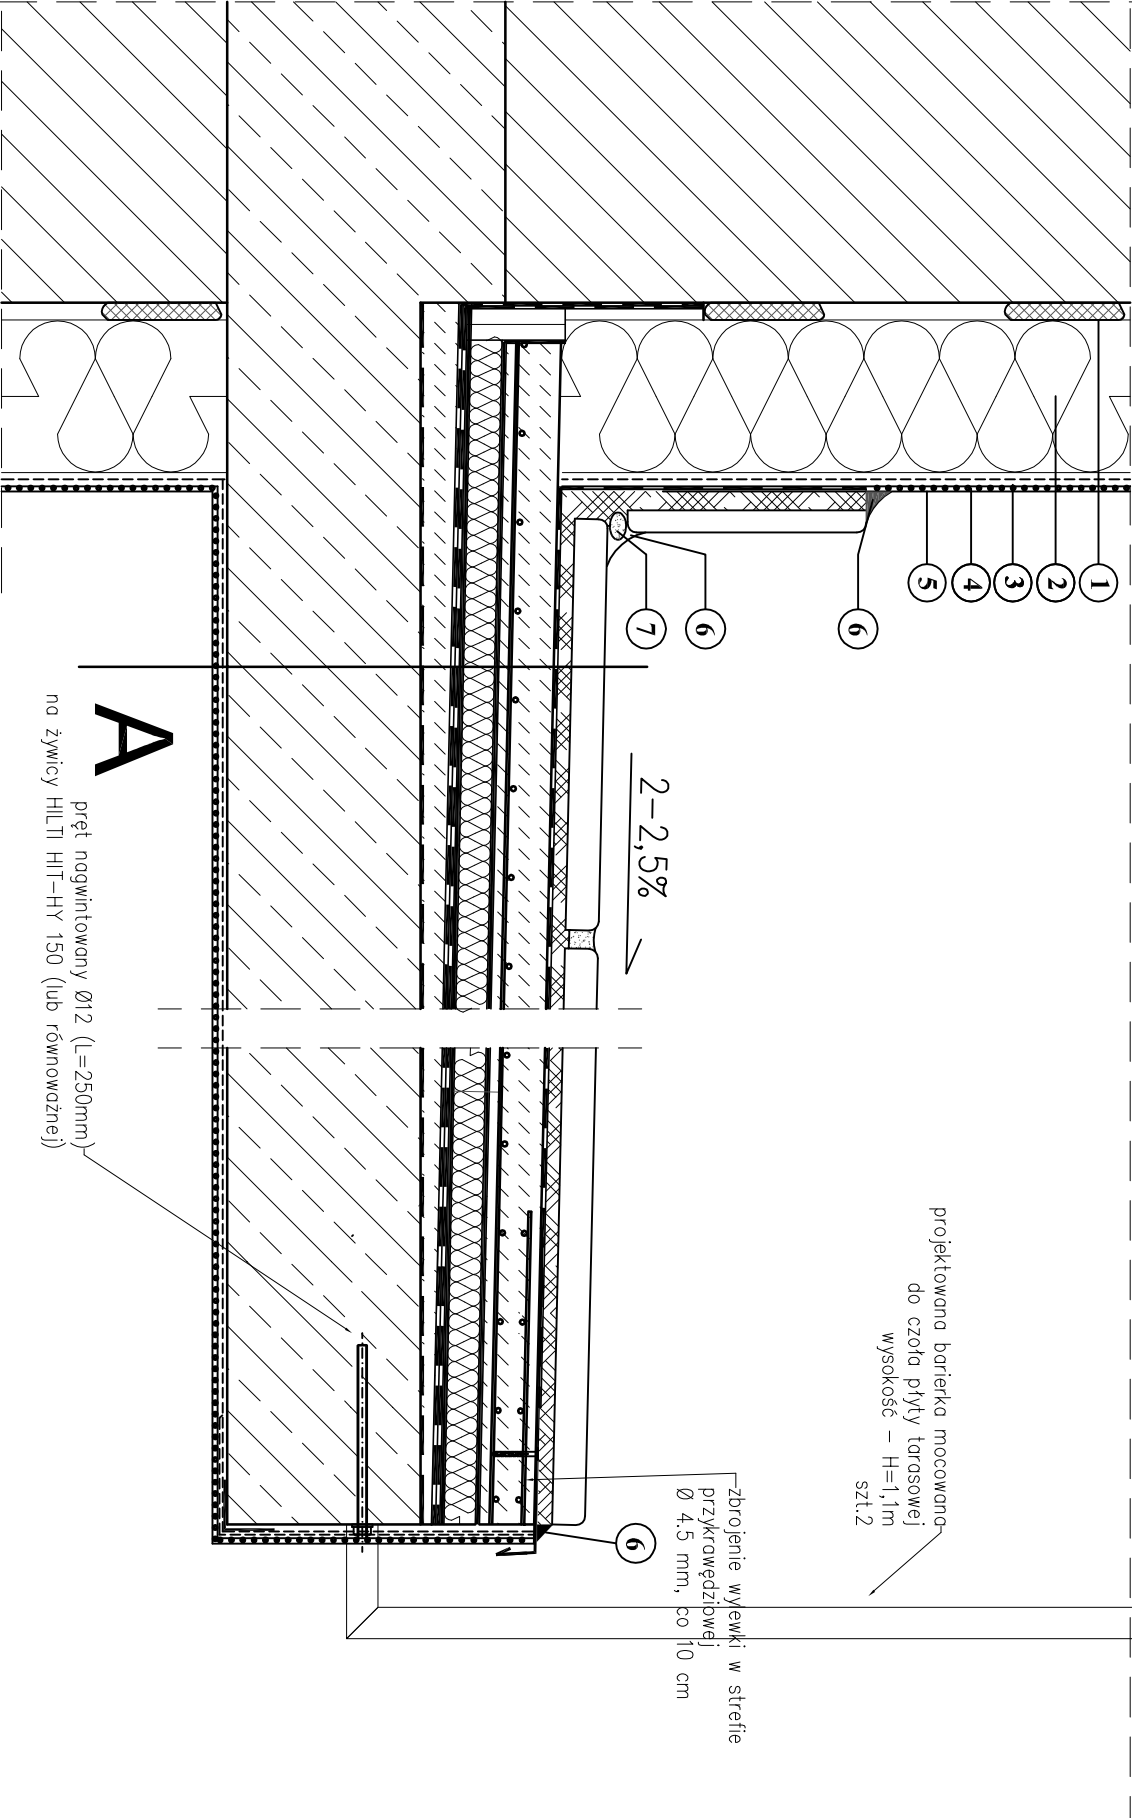 1
2
3
4
5
6
6
7
2-2,5%
projektowana barierka mocowana
do czoła płyty tarasowej
wysokość - H=1,1m
szt.2
zbrojenie wylewki w strefie
przykrawędziowej
Ø 4.5 mm, co 10 cm
6
A
pręt nagwintowany Ø12 (L=250mm)
na żywicy HILTI HIT-HY 150 (lub równoważnej)